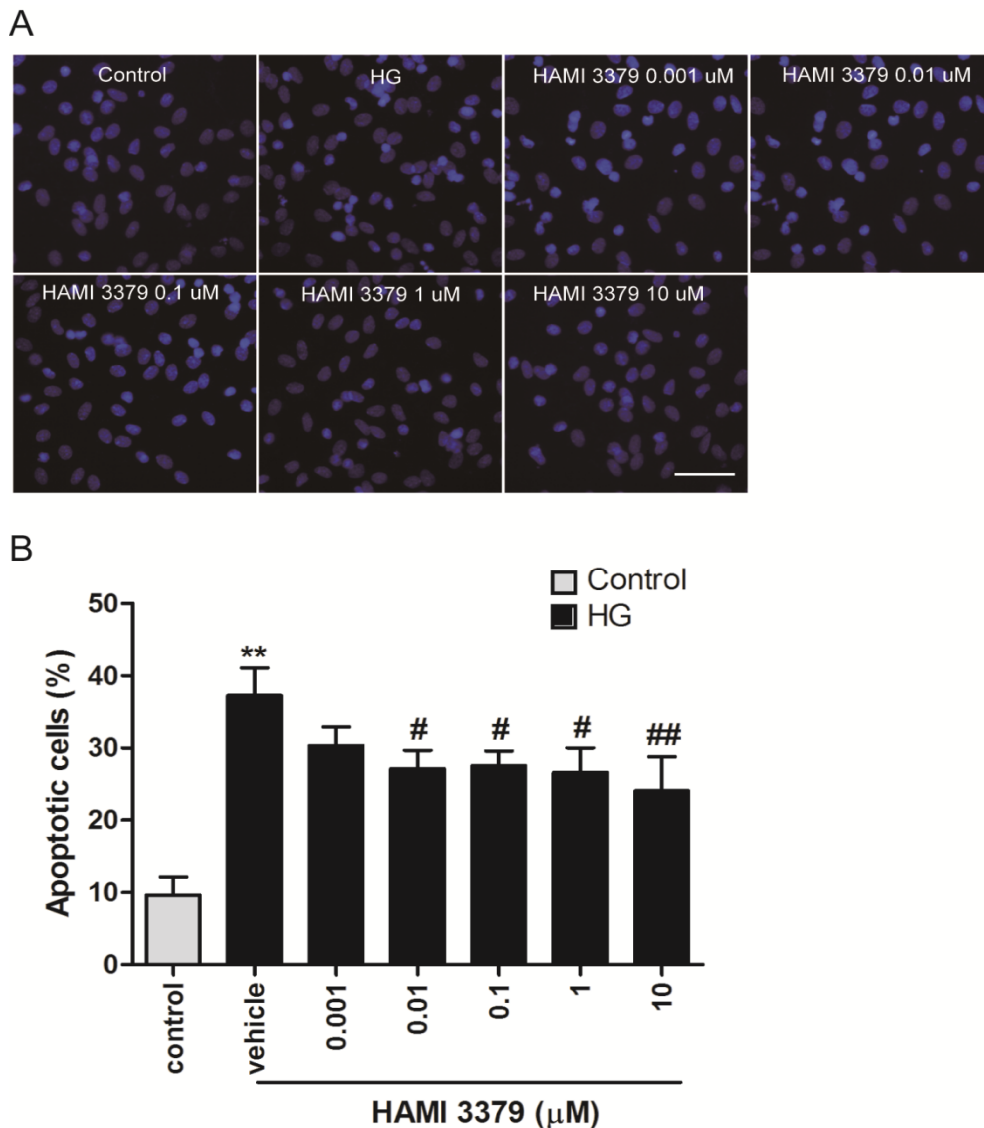 A
Control
HG
HAMI 3379 0.001 uM
HAMI 3379 0.01 uM
HAMI 3379 0.1 uM
HAMI 3379 1 uM
HAMI 3379 10 uM
B
Control
HG
Apoptotic cells (%)
50
40
30
20
10
0
**
#
#
#
##
control
vehicle
0.001
0.01
0.1
1
10
HAMI 3379 (μM)